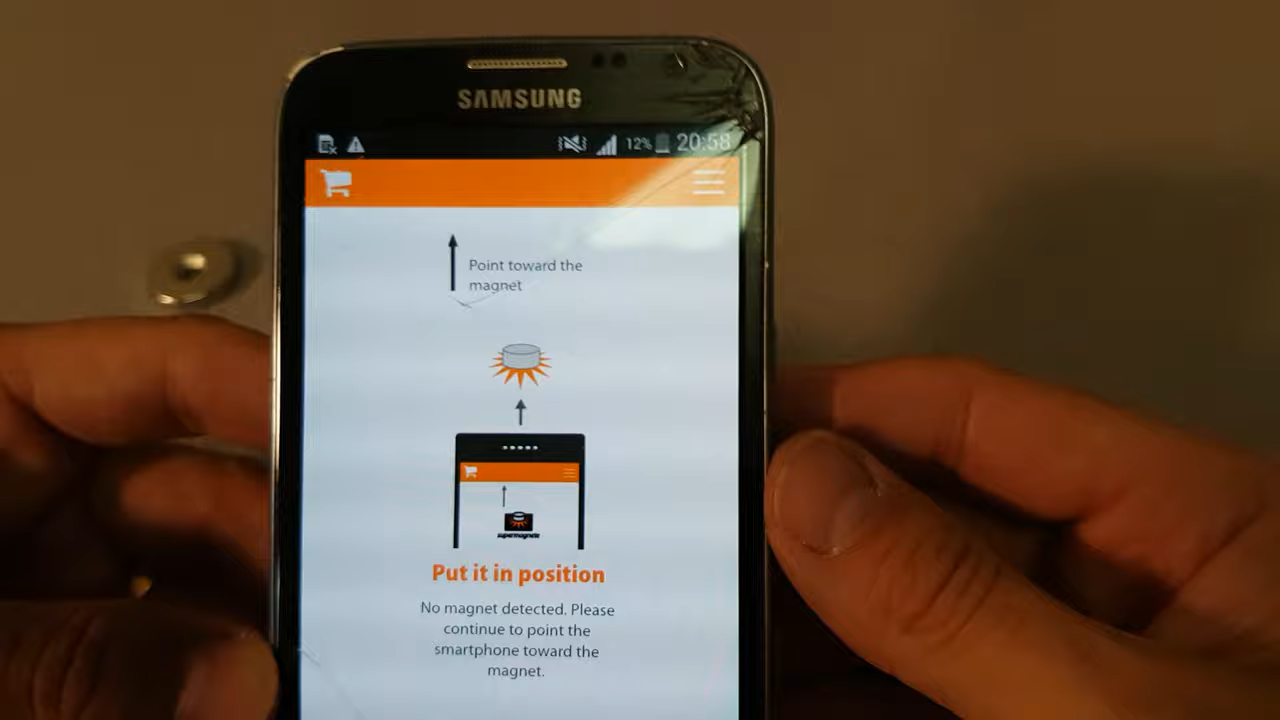 SAMSUNG
12% 20:58
Point toward the
magnet
supermagnete
Put it in position
No magnet detected. Please
continue to point the
smartphone toward the
magnet.